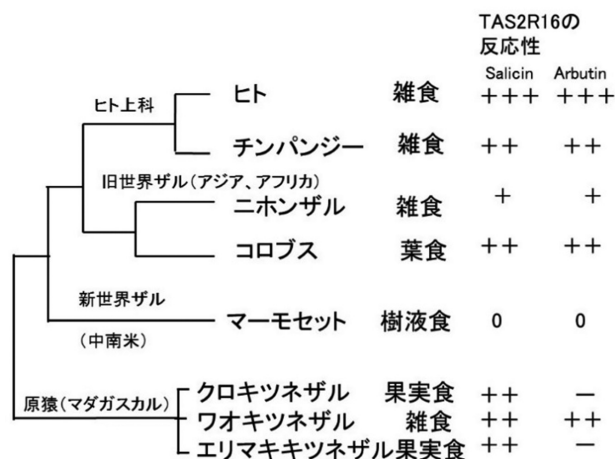 TAS2R16の
反応性
Salicin Arbutin
ヒト 雑食 +++ +++
ヒト上科
チンパンジー 雑食 ++ ++
旧世界ザル(アジア、アフリカ)
ニホンザル 雑食 + +
コロブス 葉食 ++ ++
新世界ザル
マーモセット 樹液食 0 0
(中南米)
クロキツネザル 果実食 ++ −
原猿(マダガスカル) ワオキツネザル 雑食 ++ ++
エリマキキツネザル果実食 ++ −